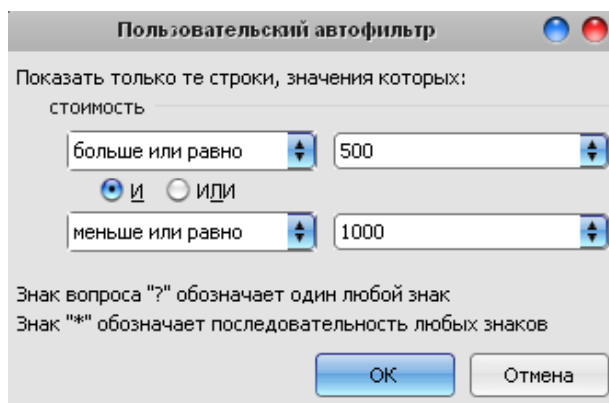 Пользовательский автофильтр
Показать только те строки, значения которых:
стоимость
больше или равно 500
И ИЛИ
меньше или равно 1000
Знак вопроса "?" обозначает один любой знак
Знак "*" обозначает последовательность любых знаков
ОК Отмена